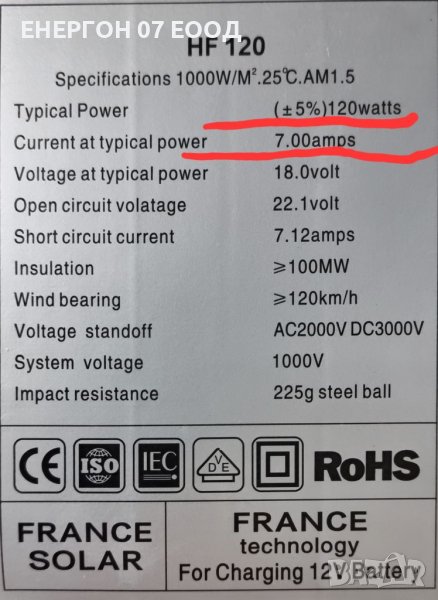 ЕНЕРГОН 07 ЕООД
HF 120
Specifications 1000W/M².25℃.AM1.5
Typical Power (±5%)120watts
Current at typical power 7.00amps
Voltage at typical power 18.0volt
Open circuit volatage 22.1volt
Short circuit current 7.12amps
Insulation ≥100MW
Wind bearing ≥120km/h
Voltage standoff AC2000V DC3000V
System voltage 1000V
Impact resistance 225g steel ball
CE ISO IEC VDE RoHS
FRANCE
SOLAR
FRANCE
technology
For Charging 12V Battery
Bazar